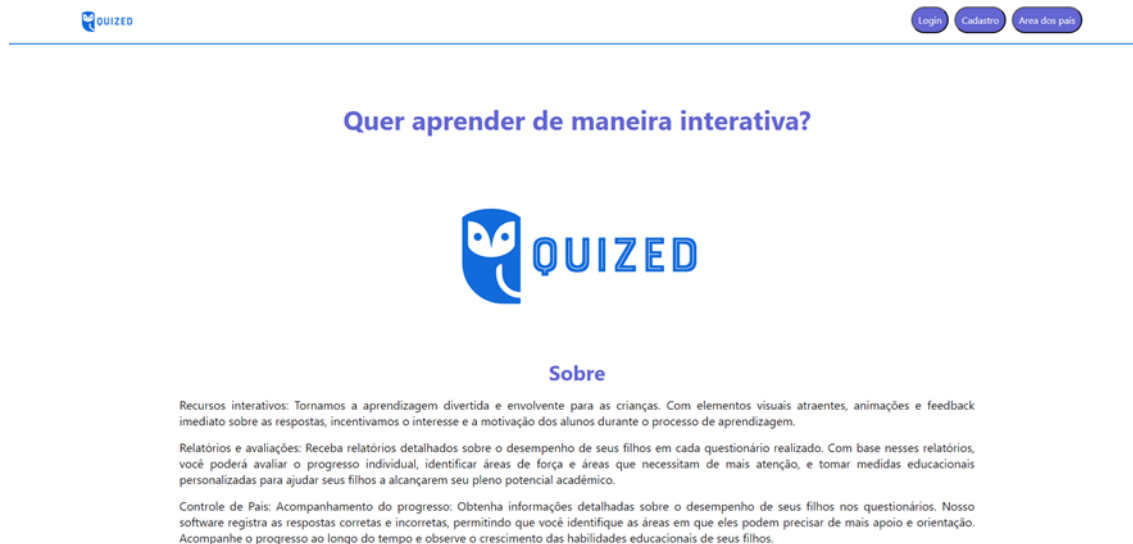 QUIZED
Login Cadastro Area dos pais
Quer aprender de maneira interativa?
QUIZED
Sobre
Recursos interativos: Tornamos a aprendizagem divertida e envolvente para as crianças. Com elementos visuais atraentes, animações e feedback
imediato sobre as respostas, incentivamos o interesse e a motivação dos alunos durante o processo de aprendizagem.
Relatórios e avaliações: Receba relatórios detalhados sobre o desempenho de seus filhos em cada questionário realizado. Com base nesses relatórios,
você poderá avaliar o progresso individual, identificar áreas de força e áreas que necessitam de mais atenção, e tomar medidas educacionais
personalizadas para ajudar seus filhos a alcançarem seu pleno potencial acadêmico.
Controle de Pais: Acompanhamento do progresso: Obtenha informações detalhadas sobre o desempenho de seus filhos nos questionários. Nosso
software registra as respostas corretas e incorretas, permitindo que você identifique as áreas em que eles podem precisar de mais apoio e orientação.
Acompanhe o progresso ao longo do tempo e observe o crescimento das habilidades educacionais de seus filhos.